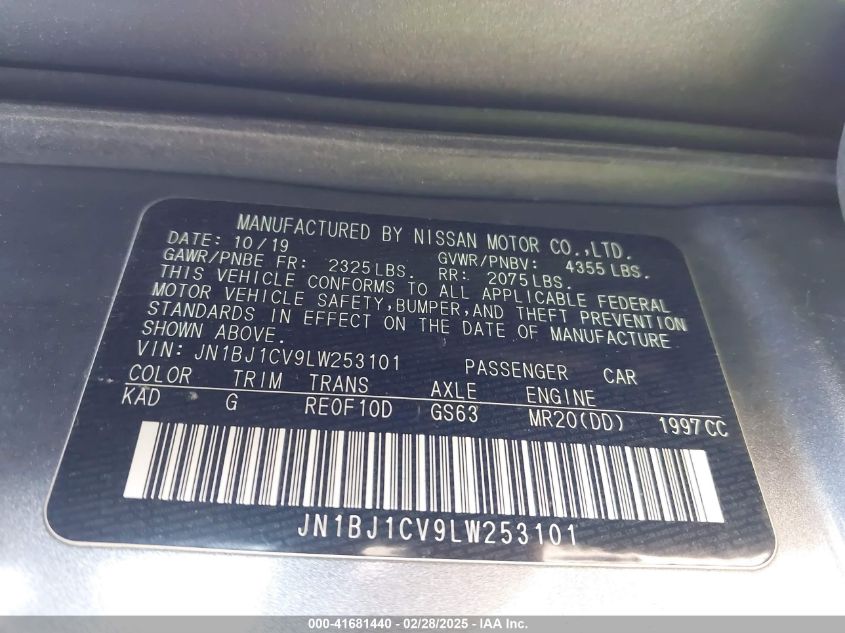 MANUFACTURED BY NISSAN MOTOR CO.,LTD.
DATE: 10/19 GVWR/PNBV: 4355 LBS.
GAWR/PNBE FR: 2325LBS. RR: 2075LBS.
THIS VEHICLE CONFORMS TO ALL APPLICABLE FEDERAL
MOTOR VEHICLE SAFETY,BUMPER,AND THEFT PREVENTION
STANDARDS IN EFFECT ON THE DATE OF MANUFACTURE
SHOWN ABOVE.
VIN: JN1BJ1CV9LW253101 PASSENGER CAR
COLOR TRIM TRANS AXLE ENGINE
KAD G RE0F10D GS63 MR20(DD) 1997CC
JN1BJ1CV9LW253101
000-41681440 - 02/28/2025 - © IAA, Inc.